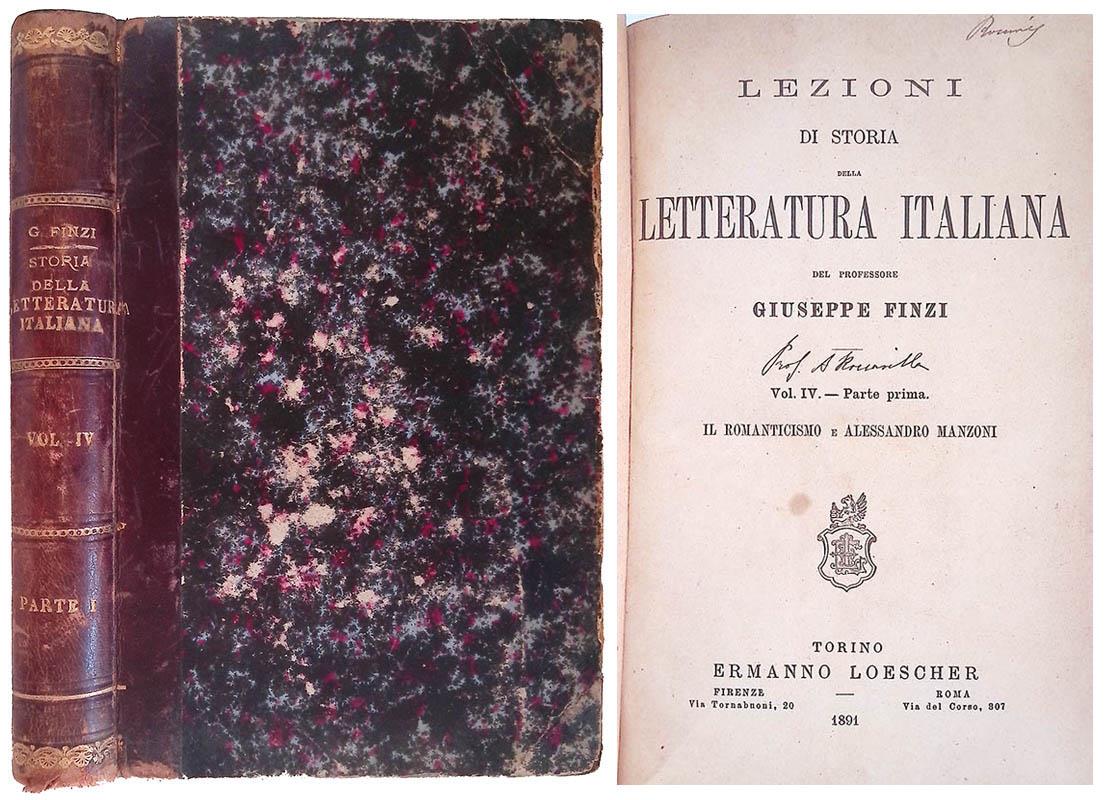 G. FINZI
STORIA
DELLA
LETTERATURA
ITALIANA
VOL. IV
PARTE I
LEZIONI
DI STORIA
DELLA
LETTERATURA ITALIANA
DEL PROFESSORE
GIUSEPPE FINZI
Prof. A
Vol. IV. — Parte prima.
IL ROMANTICISMO E ALESSANDRO MANZONI
TORINO
ERMANNO LOESCHER
FIRENZE
Via Tornabuoni, 20
ROMA
Via del Corso, 307
1891